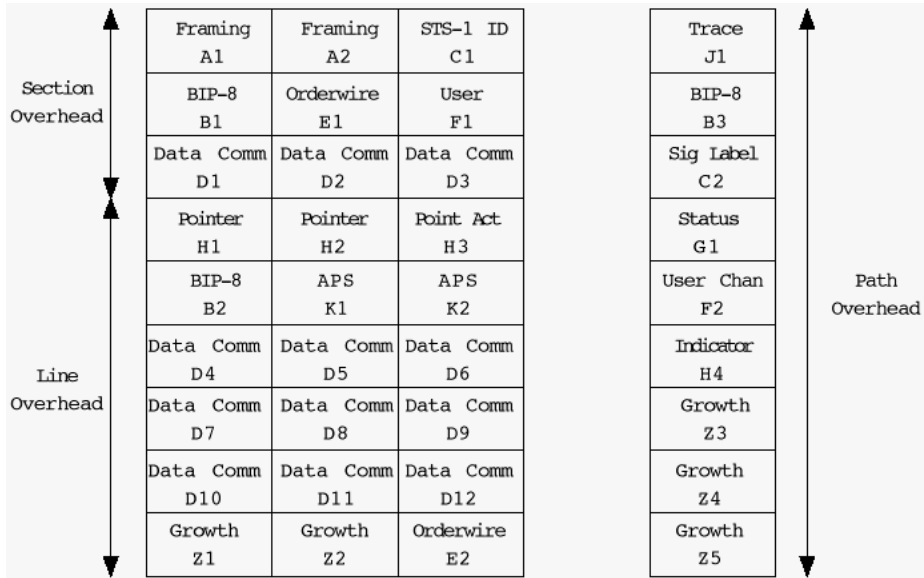 Framing Framing STS-1 ID Trace
A1 A2 C1 J1
Section
Overhead
BIP-8 Orderwire User BIP-8
B1 E1 F1 B3
Data Comm Data Comm Data Comm Sig Label
D1 D2 D3 C2
Pointer Pointer Point Act Status
H1 H2 H3 G1
BIP-8 APS APS User Chan
B2 K1 K2 F2
Path
Overhead
Data Comm Data Comm Data Comm Indicator
D4 D5 D6 H4
Line
Overhead
Data Comm Data Comm Data Comm Growth
D7 D8 D9 Z3
Data Comm Data Comm Data Comm Growth
D10 D11 D12 Z4
Growth Growth Orderwire Growth
Z1 Z2 E2 Z5